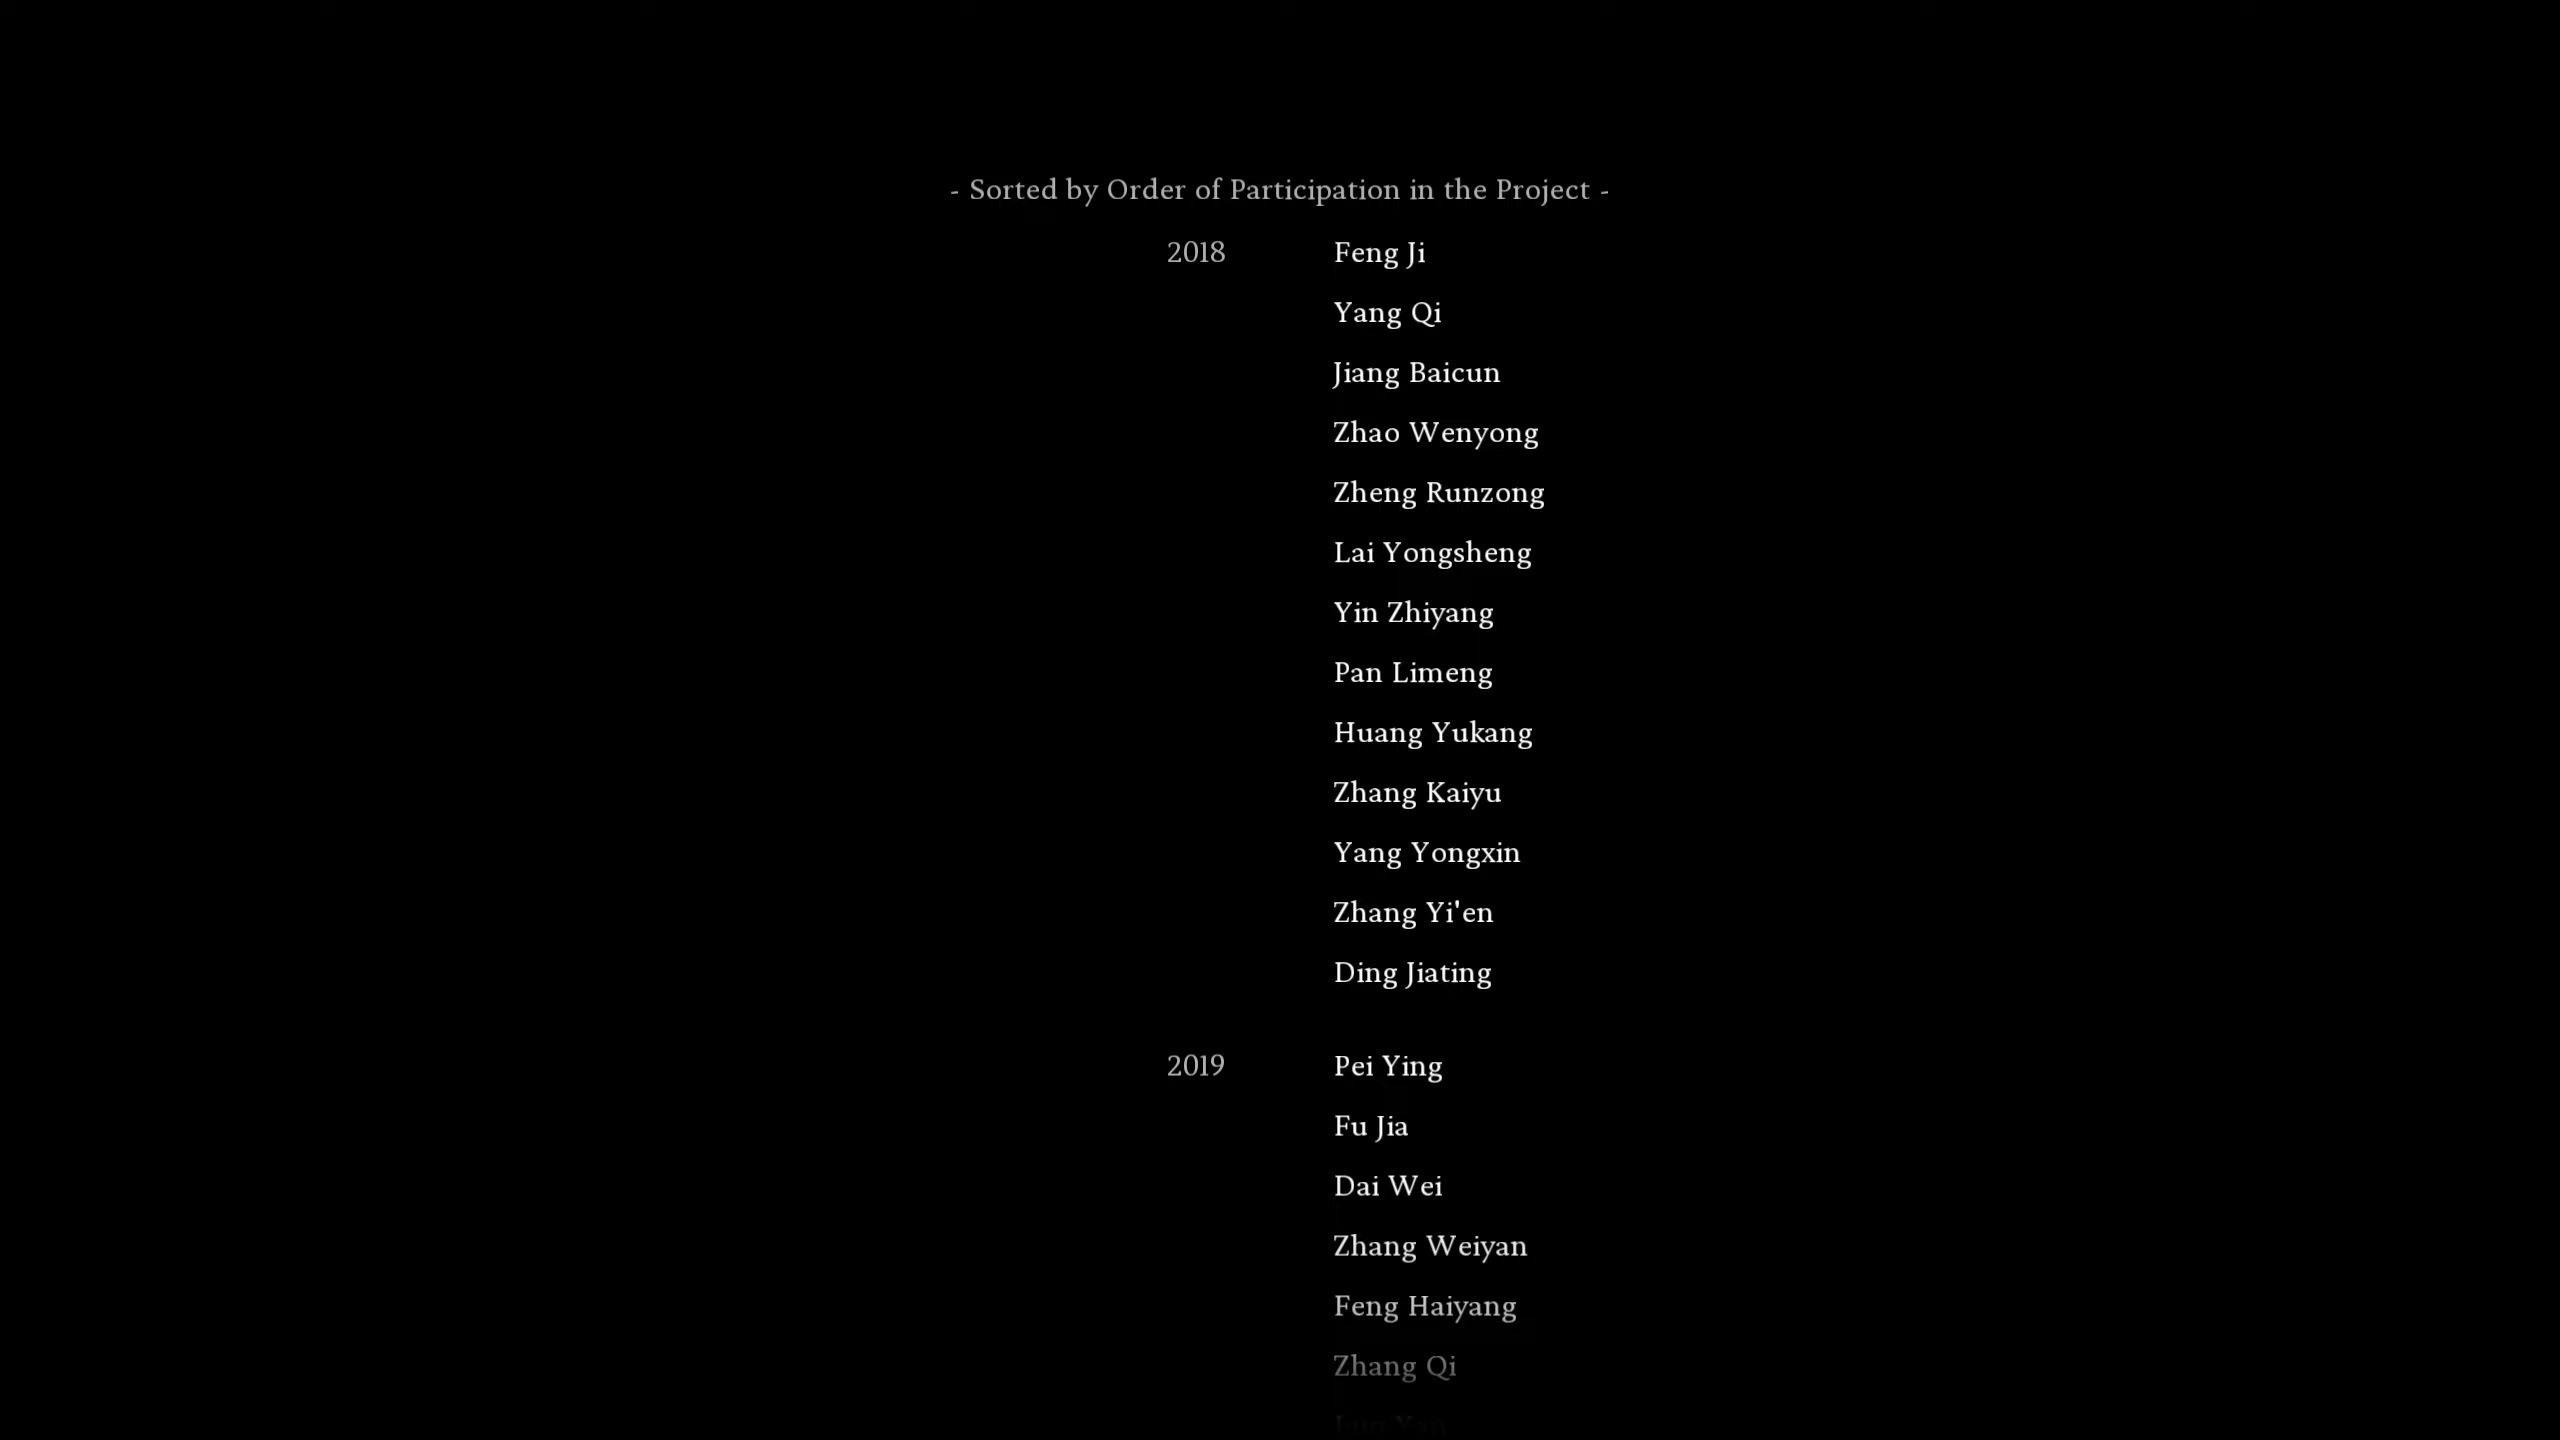 - Sorted by Order of Participation in the Project -
2018 Feng Ji
Yang Qi
Jiang Baicun
Zhao Wenyong
Zheng Runzong
Lai Yongsheng
Yin Zhiyang
Pan Limeng
Huang Yukang
Zhang Kaiyu
Yang Yongxin
Zhang Yi'en
Ding Jiating
2019 Pei Ying
Fu Jia
Dai Wei
Zhang Weiyan
Feng Haiyang
Zhang Qi